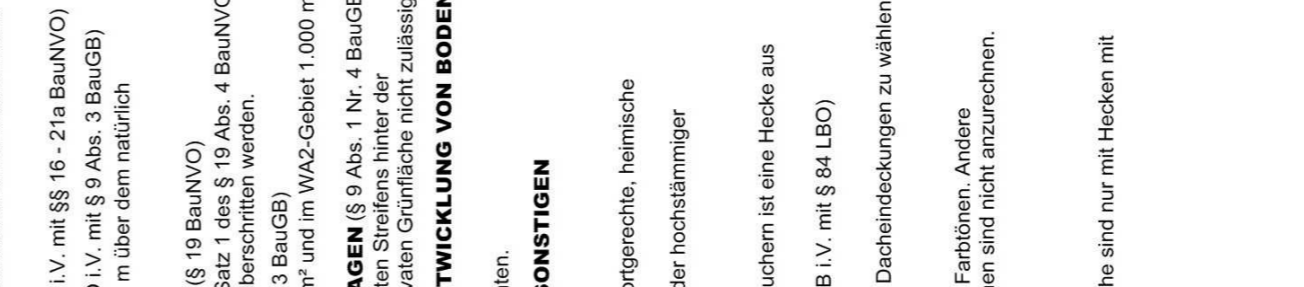 i.V. mit §§ 16 - 21a BauNVO)
i.V. mit § 9 Abs. 3 BauGB)
m über dem natürlich
(§ 19 BauNVO)
Satz 1 des § 19 Abs. 4 BauNVO
berschritten werden.
3 BauGB)
m² und im WA2-Gebiet 1.000 m
AGEN (§ 9 Abs. 1 Nr. 4 BauGB
ten Streifens hinter der
vaten Grünfläche nicht zulässig
TWICKLUNG VON BODEN
ten.
SONSTIGEN
ortgerechte, heimische
der hochstämmiger
uchern ist eine Hecke aus
B i.V. mit § 84 LBO)
Dacheindeckungen zu wählen
Farbtönen. Andere
en sind nicht anzurechnen.
he sind nur mit Hecken mit